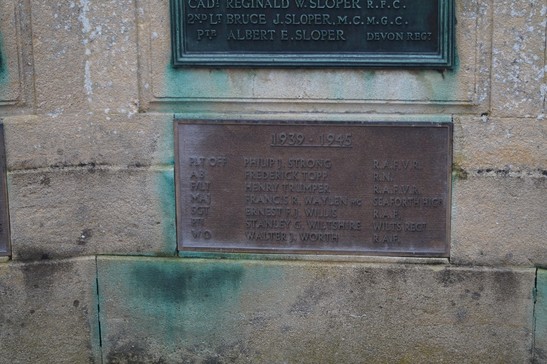 CADT REGINALD W. SLOPER R.F.C.
2ND LT BRUCE J. SLOPER, M.C. M.G.C.
PTE ALBERT E. SLOPER DEVON REGT
1939 - 1945
PLT OFF PHILIP J. STRONG R.A.F.V.R.
A.B. FREDERICK TOPP R.N.
F/LT HENRY TRUMPER R.A.F.V.R.
MAJ FRANCIS R. WAYLEN MC SEAFORTH HIGH
SGT ERNEST F. J. WILLIS R.A.F.
STANLEY G. WILTSHIRE WILTS REGT
W.O. WALTER J. WORTH R.A.F.